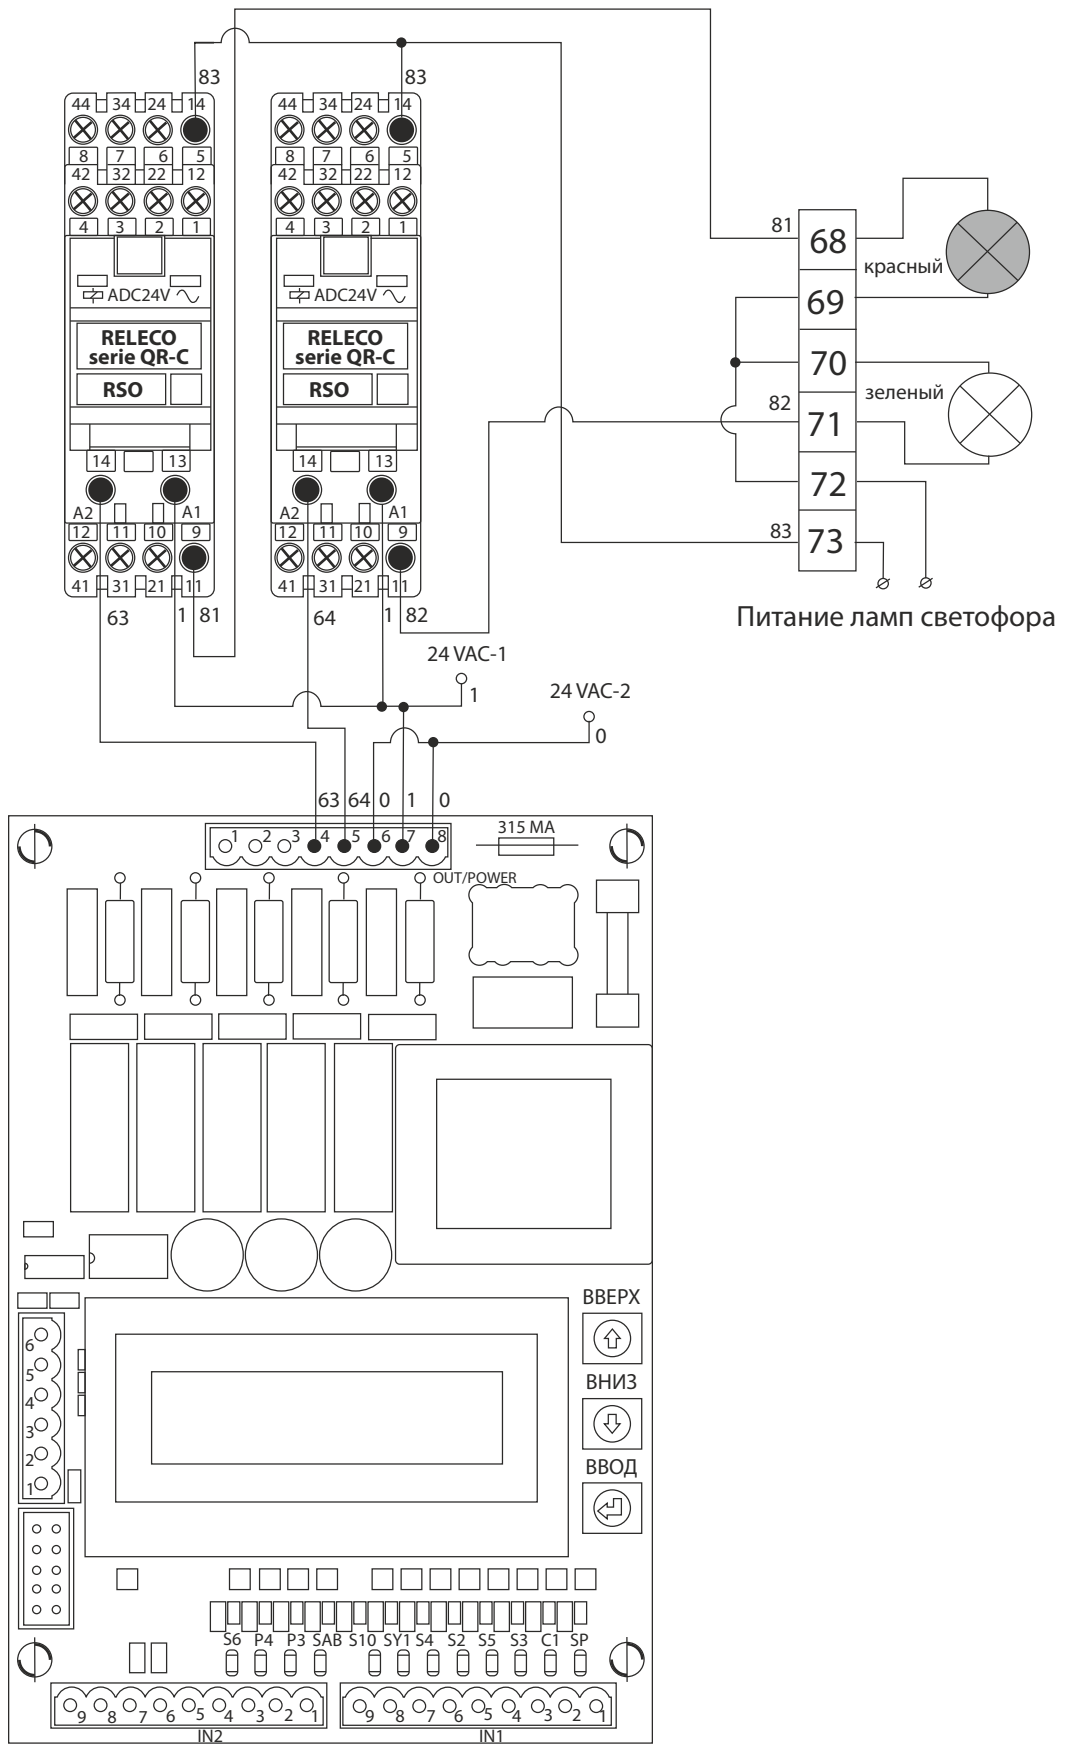 83 83
44 34 24 14 44 34 24 14
8 7 6 5 8 7 6 5
42 32 22 12 42 32 22 12
4 3 2 1 4 3 2 1
ADC24V ADC24V
RELECO RELECO
serie QR-C serie QR-C
RSO RSO
14 13 14 13
A2 A1 A2 A1
12 11 10 9 12 11 10 9
41 31 21 11 41 31 21 11
63 1 81 64 1 82
81 68
красный
69
70
зеленый
82 71
72
83 73
Питание ламп светофора
24 VAC-1
1
24 VAC-2
0
63 64 0 1 0
1 2 3 4 5 6 7 8
315 MA
OUT/POWER
ВВЕРХ
ВНИЗ
ВВОД
6
5
4
3
2
1
S6 P4 P3 SAB S10 SY1 S4 S2 S5 S3 C1 SP
9 8 7 6 5 4 3 2 1 9 8 7 6 5 4 3 2 1
IN2 IN1